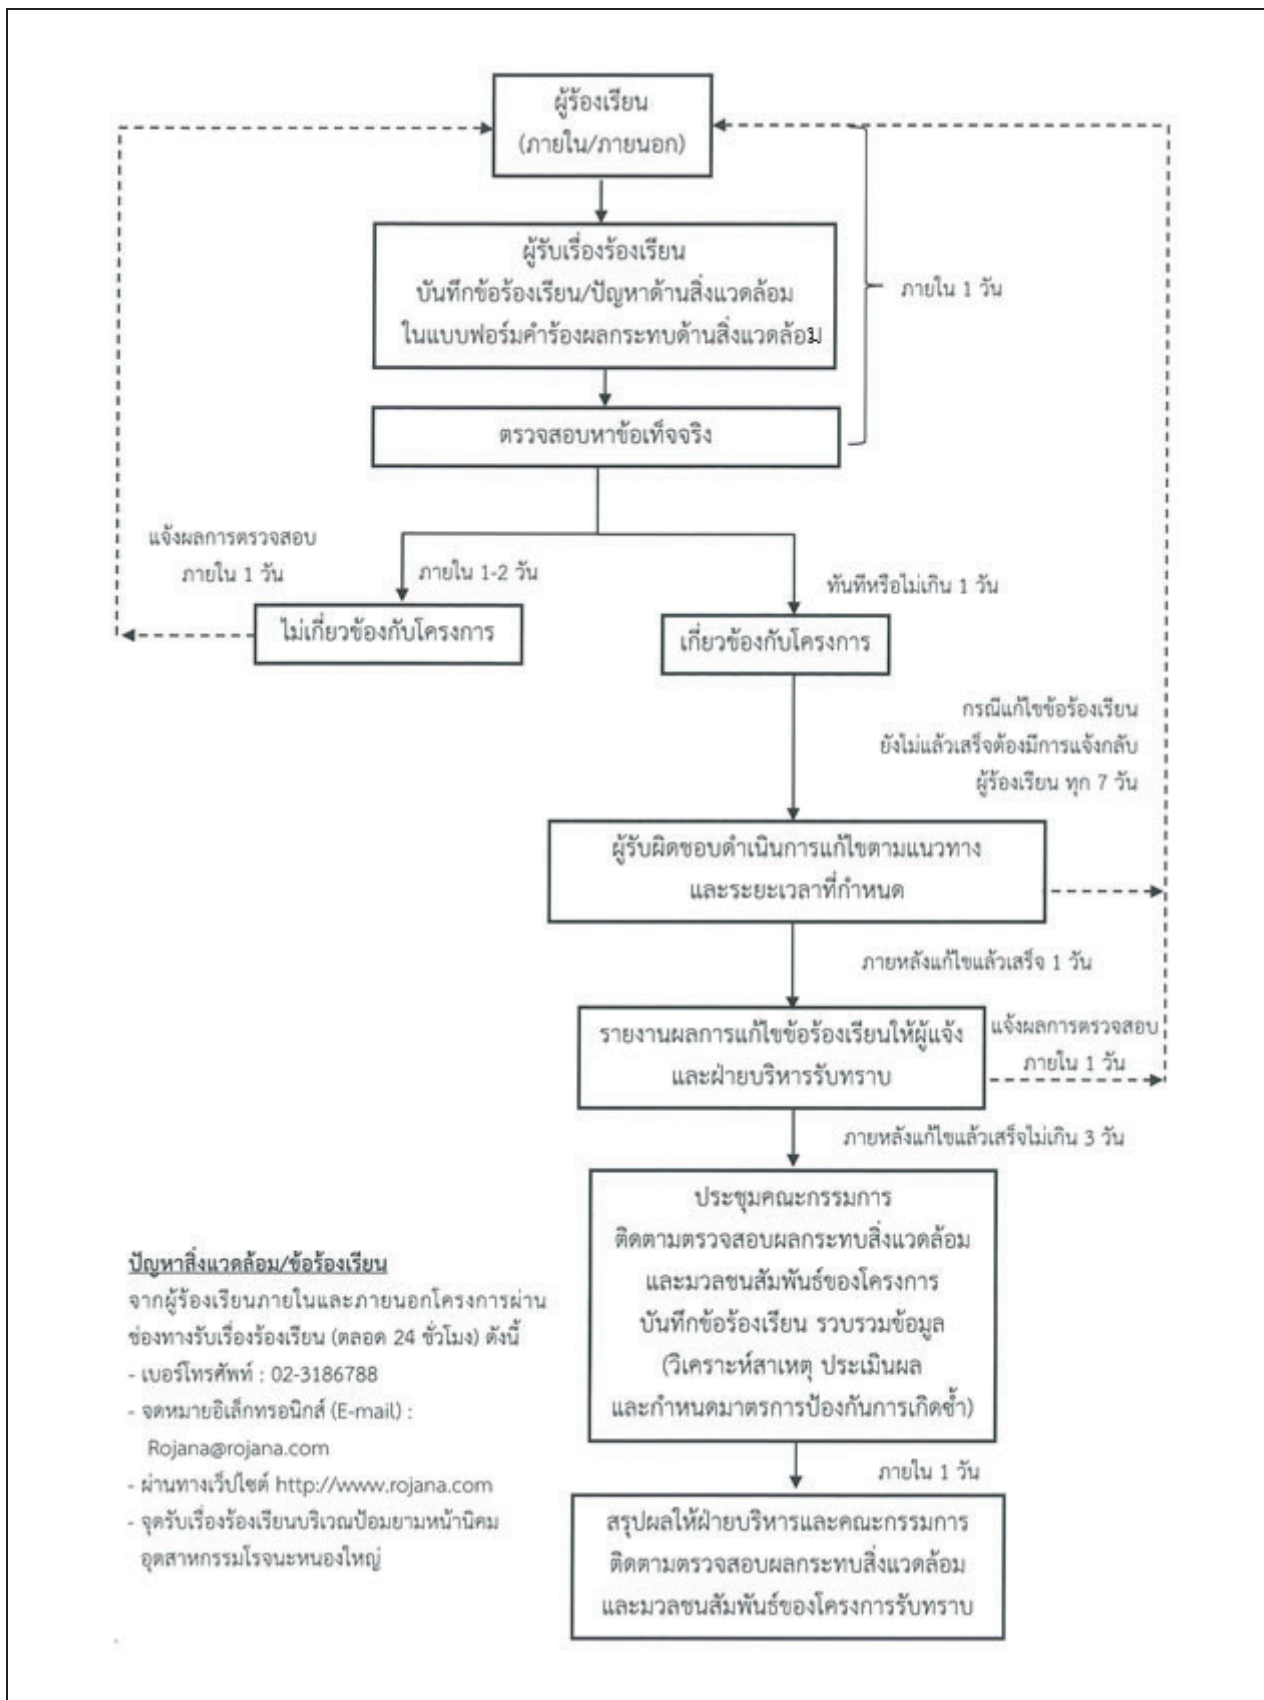 ผู้ร้องเรียน
(ภายใน/ภายนอก)
ผู้รับเรื่องร้องเรียน
บันทึกข้อร้องเรียน/ปัญหาด้านสิ่งแวดล้อม
ในแบบฟอร์มคำร้องผลกระทบด้านสิ่งแวดล้อม
ภายใน 1 วัน
ตรวจสอบหาข้อเท็จจริง
แจ้งผลการตรวจสอบ
ภายใน 1 วัน
ภายใน 1-2 วัน
ทันทีหรือไม่เกิน 1 วัน
ไม่เกี่ยวข้องกับโครงการ
เกี่ยวข้องกับโครงการ
กรณีแก้ไขข้อร้องเรียน
ยังไม่แล้วเสร็จต้องมีการแจ้งกลับ
ผู้ร้องเรียน ทุก 7 วัน
ผู้รับผิดชอบดำเนินการแก้ไขตามแนวทาง
และระยะเวลาที่กำหนด
ภายหลังแก้ไขแล้วเสร็จ 1 วัน
รายงานผลการแก้ไขข้อร้องเรียนให้ผู้แจ้ง
และฝ่ายบริหารรับทราบ
แจ้งผลการตรวจสอบ
ภายใน 1 วัน
ภายหลังแก้ไขแล้วเสร็จไม่เกิน 3 วัน
ประชุมคณะกรรมการ
ติดตามตรวจสอบผลกระทบสิ่งแวดล้อม
และมวลชนสัมพันธ์ของโครงการ
บันทึกข้อร้องเรียน รวบรวมข้อมูล
(วิเคราะห์สาเหตุ ประเมินผล
และกำหนดมาตรการป้องกันการเกิดซ้ำ)
ภายใน 1 วัน
สรุปผลให้ฝ่ายบริหารและคณะกรรมการ
ติดตามตรวจสอบผลกระทบสิ่งแวดล้อม
และมวลชนสัมพันธ์ของโครงการรับทราบ
ปัญหาสิ่งแวดล้อม/ข้อร้องเรียน
จากผู้ร้องเรียนภายในและภายนอกโครงการผ่าน
ช่องทางรับเรื่องร้องเรียน (ตลอด 24 ชั่วโมง) ดังนี้
- เบอร์โทรศัพท์ : 02-3186788
- จดหมายอิเล็กทรอนิกส์ (E-mail) :
Rojana@rojana.com
- ผ่านทางเว็ปไซต์ http://www.rojana.com
- จุดรับเรื่องร้องเรียนบริเวณป้อมยามหน้านิคม
อุตสาหกรรมโรจนะหนองใหญ่